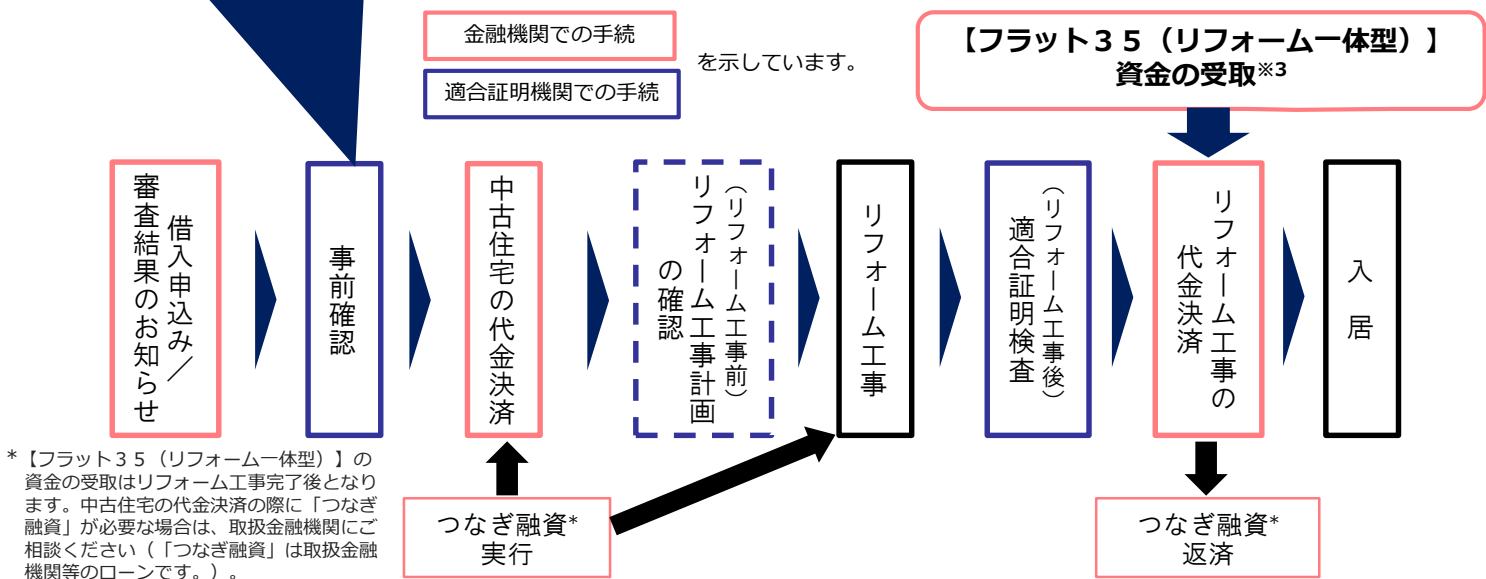 金融機関での手続
適合証明機関での手続
を示しています。
【フラット３５（リフォーム一体型）】
資金の受取※3
借入申込み／
審査結果のお知らせ
事前確認
中古住宅の代金決済
（リフォーム工事前）
リフォーム工事計画
の確認
リフォーム工事
（リフォーム工事後）
適合証明検査
リフォーム工事の
代金決済
入居
つなぎ融資*
実行
つなぎ融資*
返済
*【フラット３５（リフォーム一体型）】の
資金の受取はリフォーム工事完了後となり
ます。中古住宅の代金決済の際に「つなぎ
融資」が必要な場合は、取扱金融機関にご
相談ください（「つなぎ融資」は取扱金融
機関等のローンです。）。